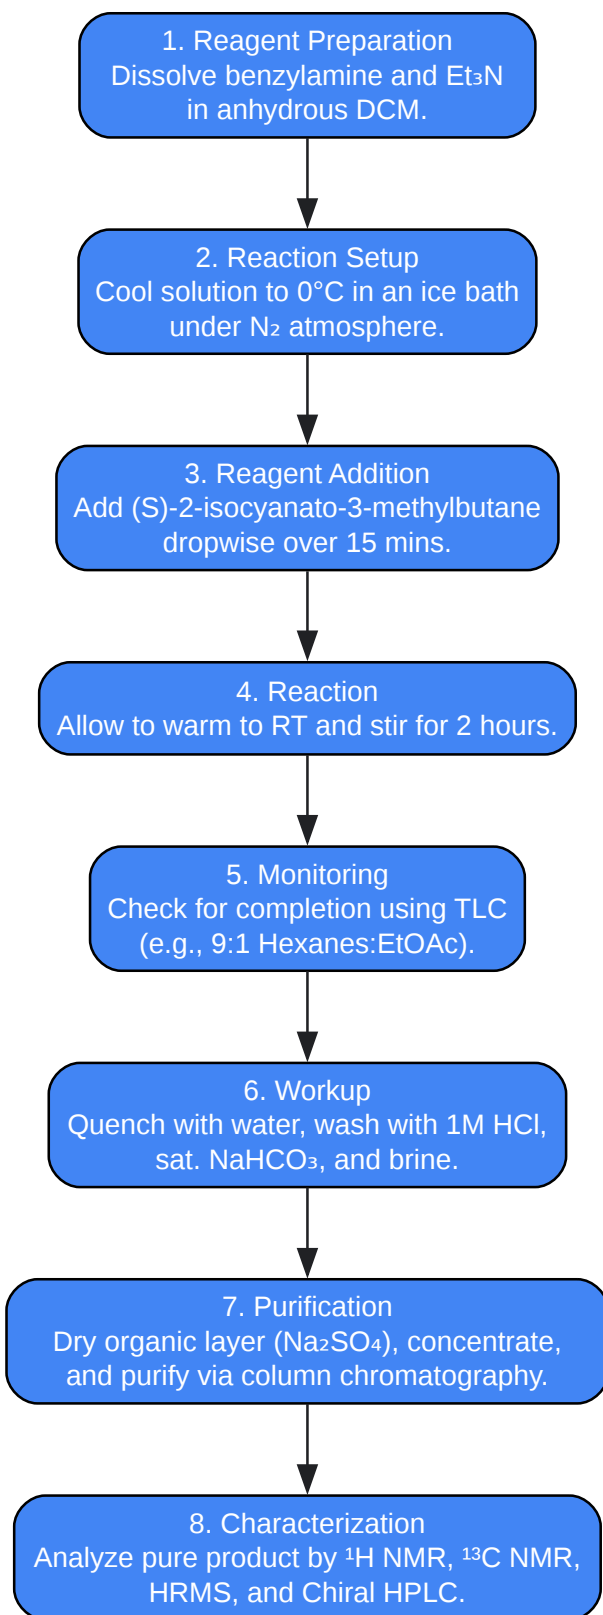 1. Reagent Preparation
Dissolve benzylamine and Et₃N
in anhydrous DCM.
2. Reaction Setup
Cool solution to 0°C in an ice bath
under N₂ atmosphere.
3. Reagent Addition
Add (S)-2-isocyanato-3-methylbutane
dropwise over 15 mins.
4. Reaction
Allow to warm to RT and stir for 2 hours.
5. Monitoring
Check for completion using TLC
(e.g., 9:1 Hexanes:EtOAc).
6. Workup
Quench with water, wash with 1M HCl,
sat. NaHCO₃, and brine.
7. Purification
Dry organic layer (Na₂SO₄), concentrate,
and purify via column chromatography.
8. Characterization
Analyze pure product by ¹H NMR, ¹³C NMR,
HRMS, and Chiral HPLC.